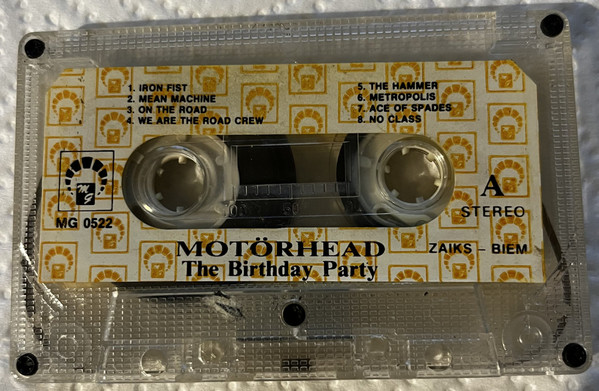 1. IRON FIST
2. MEAN MACHINE
3. ON THE ROAD
4. WE ARE THE ROAD CREW
5. THE HAMMER
6. METROPOLIS
7. ACE OF SPADES
8. NO CLASS
MG
MG 0522
A
STEREO
MOTÖRHEAD
The Birthday Party
ZAIKS – BIEM